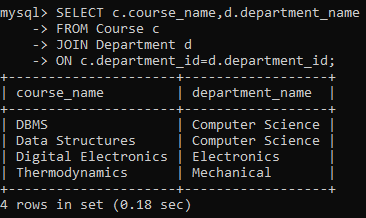 mysql> SELECT c.course_name,d.department_name
    -> FROM Course c
    -> JOIN Department d
    -> ON c.department_id=d.department_id;
+---------------------+------------------+
| course_name         | department_name  |
+---------------------+------------------+
| DBMS                | Computer Science |
| Data Structures     | Computer Science |
| Digital Electronics | Electronics      |
| Thermodynamics      | Mechanical       |
+---------------------+------------------+
4 rows in set (0.18 sec)